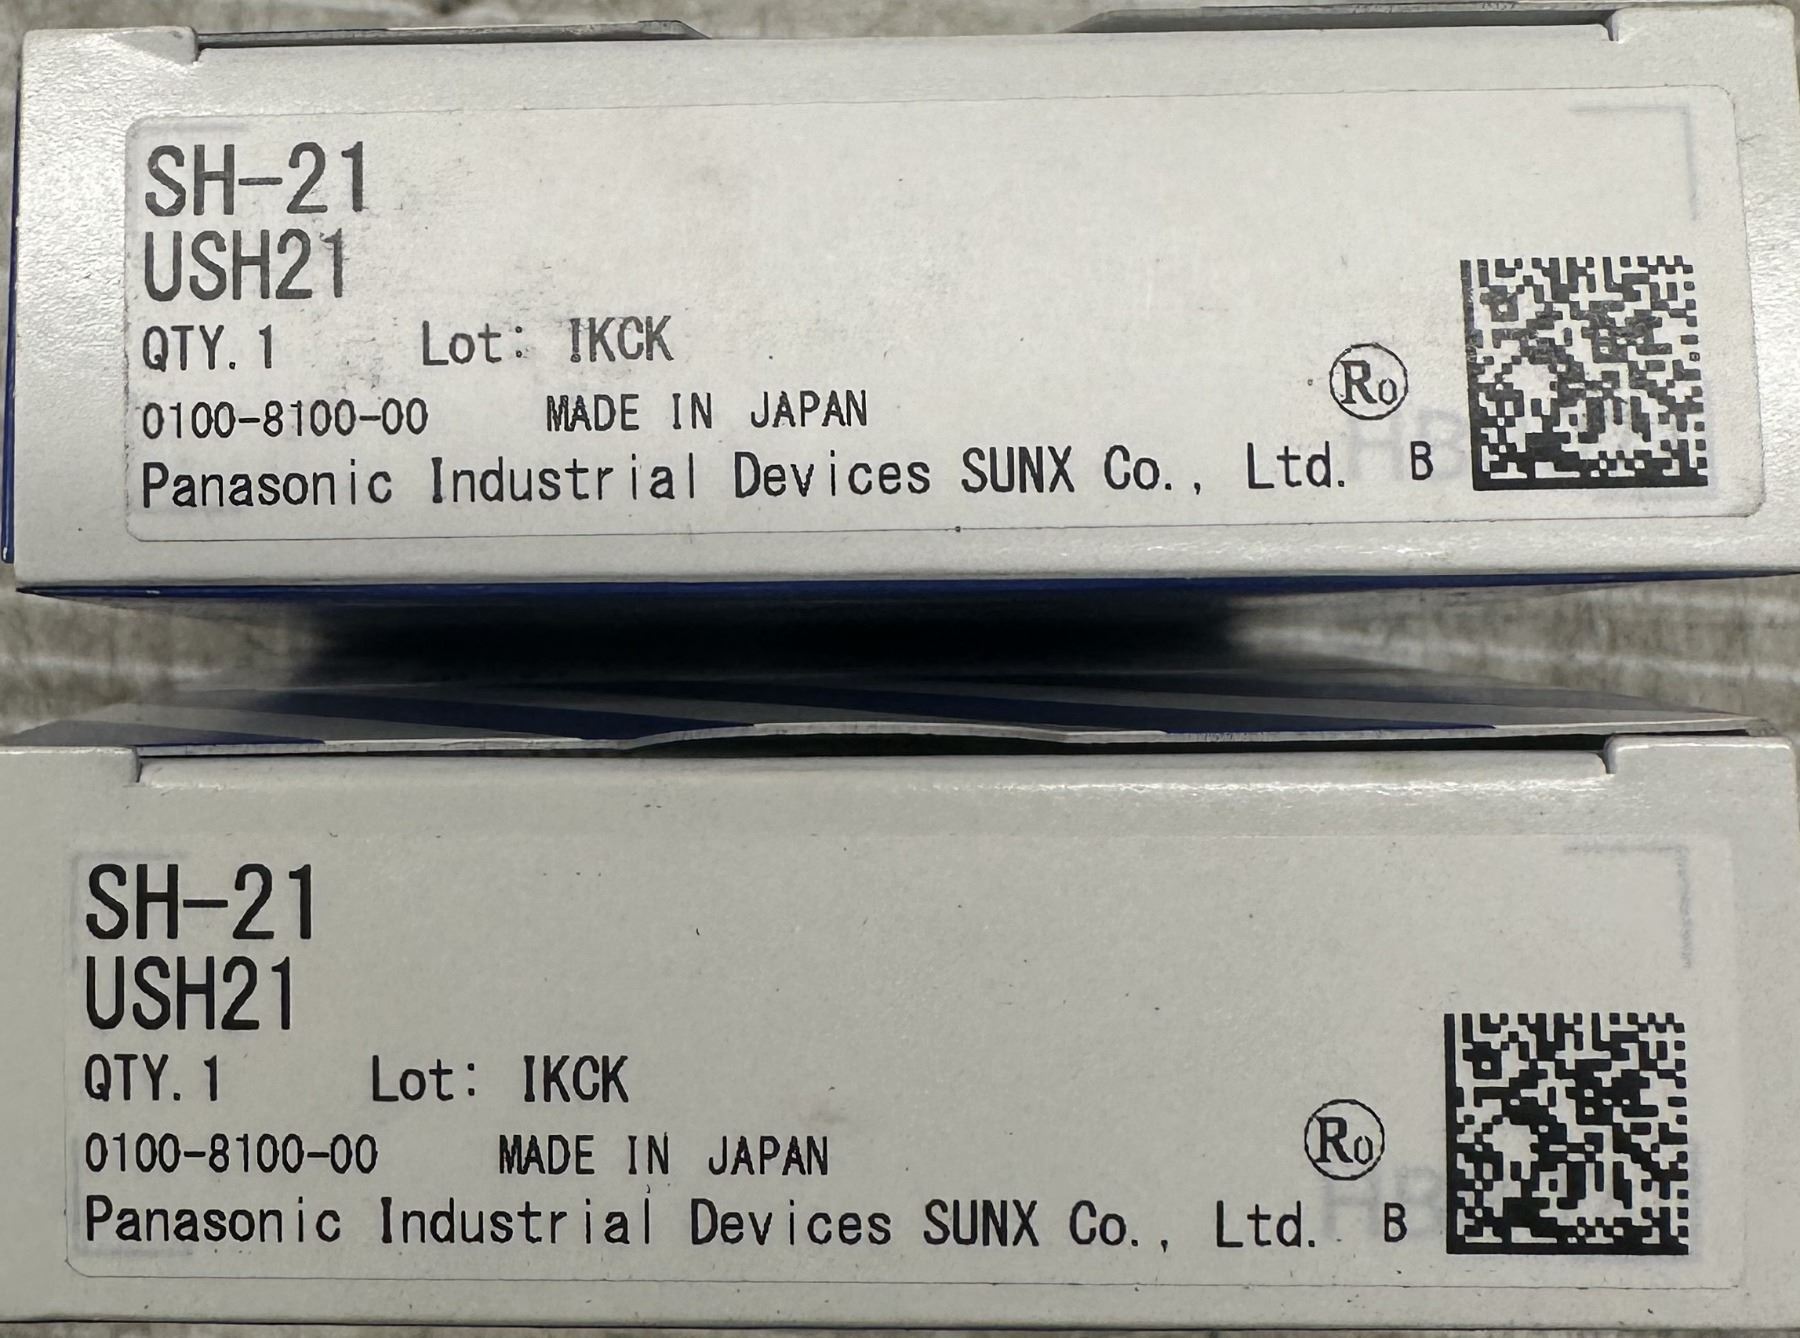 SH-21
USH21
QTY. 1 Lot: IKCK
0100-8100-00 MADE IN JAPAN
Ro
Panasonic Industrial Devices SUNX Co., Ltd. B
SH-21
USH21
QTY. 1 Lot: IKCK
0100-8100-00 MADE IN JAPAN
Ro
Panasonic Industrial Devices SUNX Co., Ltd. B